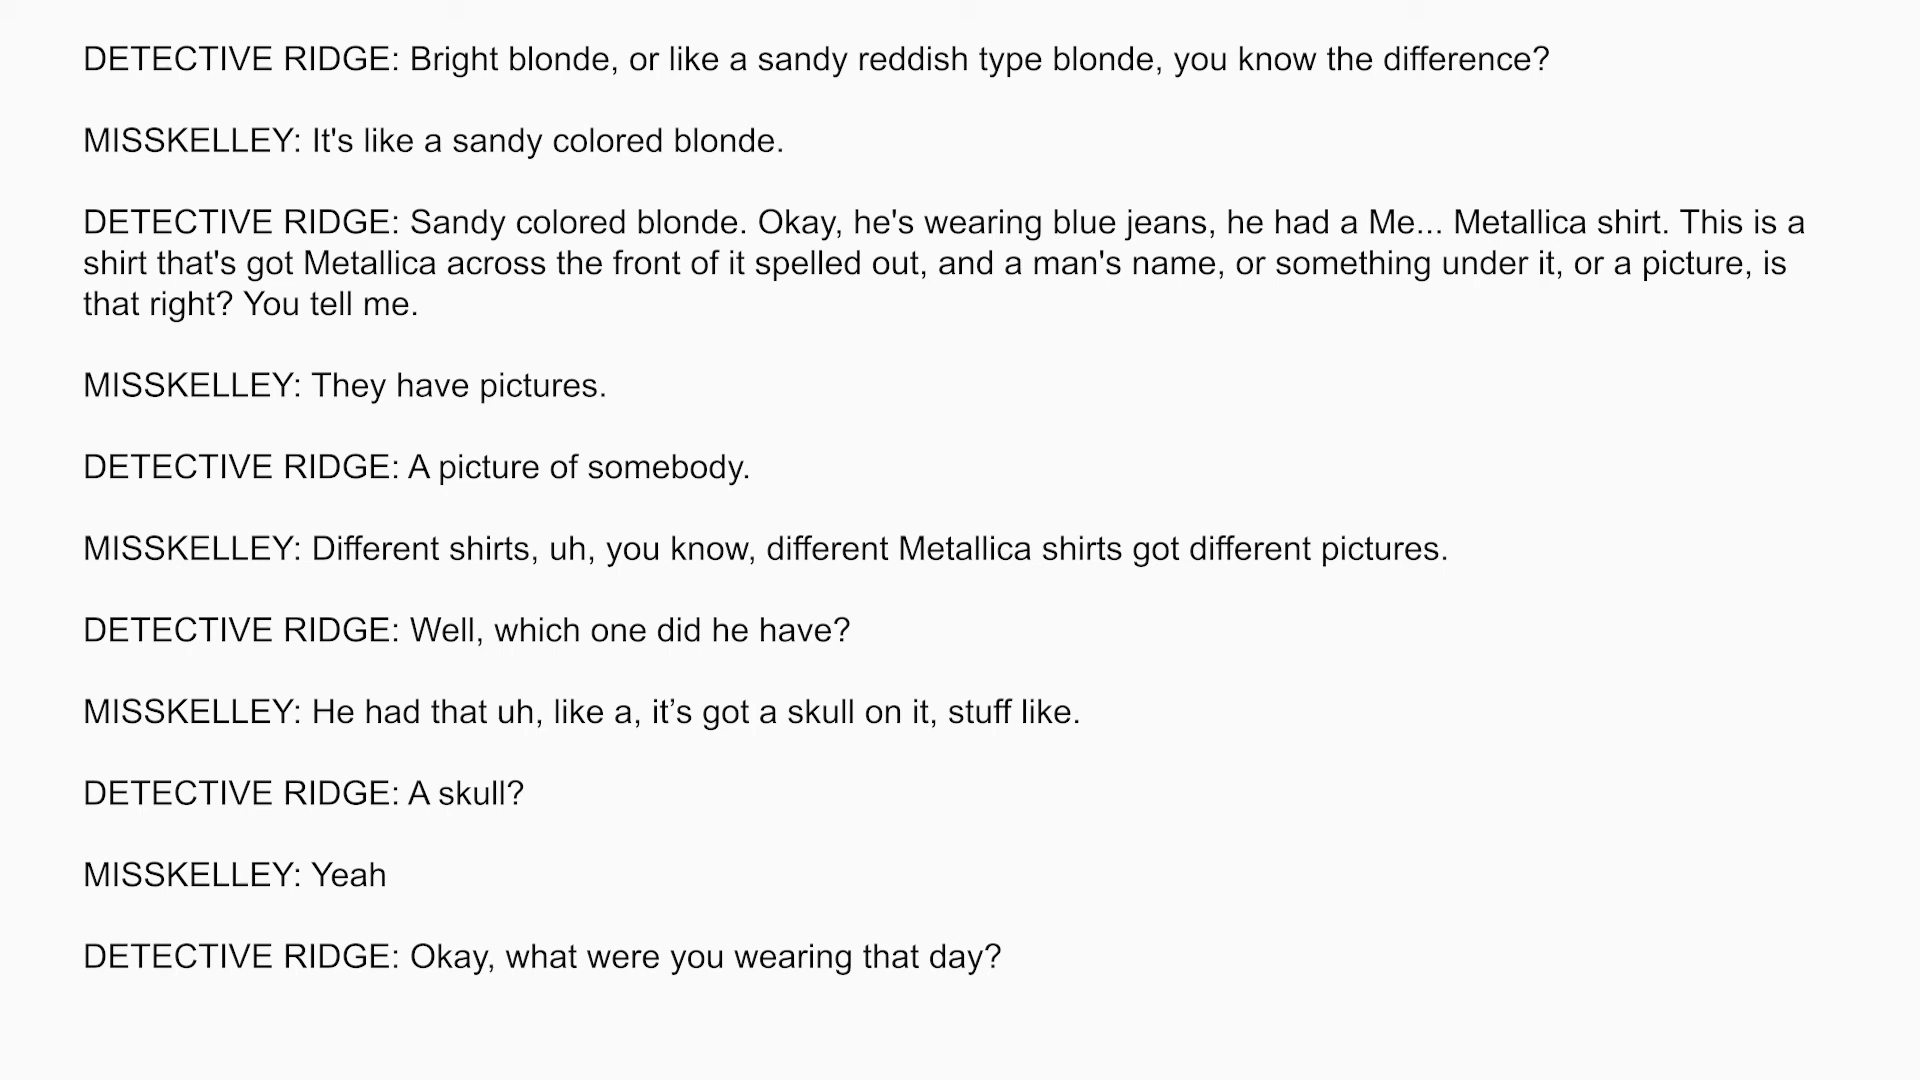 DETECTIVE RIDGE: Bright blonde, or like a sandy reddish type blonde, you know the difference?
MISSKELLEY: It's like a sandy colored blonde.
DETECTIVE RIDGE: Sandy colored blonde. Okay, he's wearing blue jeans, he had a Me... Metallica shirt. This is a
shirt that's got Metallica across the front of it spelled out, and a man's name, or something under it, or a picture, is
that right? You tell me.
MISSKELLEY: They have pictures.
DETECTIVE RIDGE: A picture of somebody.
MISSKELLEY: Different shirts, uh, you know, different Metallica shirts got different pictures.
DETECTIVE RIDGE: Well, which one did he have?
MISSKELLEY: He had that uh, like a, it’s got a skull on it, stuff like.
DETECTIVE RIDGE: A skull?
MISSKELLEY: Yeah
DETECTIVE RIDGE: Okay, what were you wearing that day?